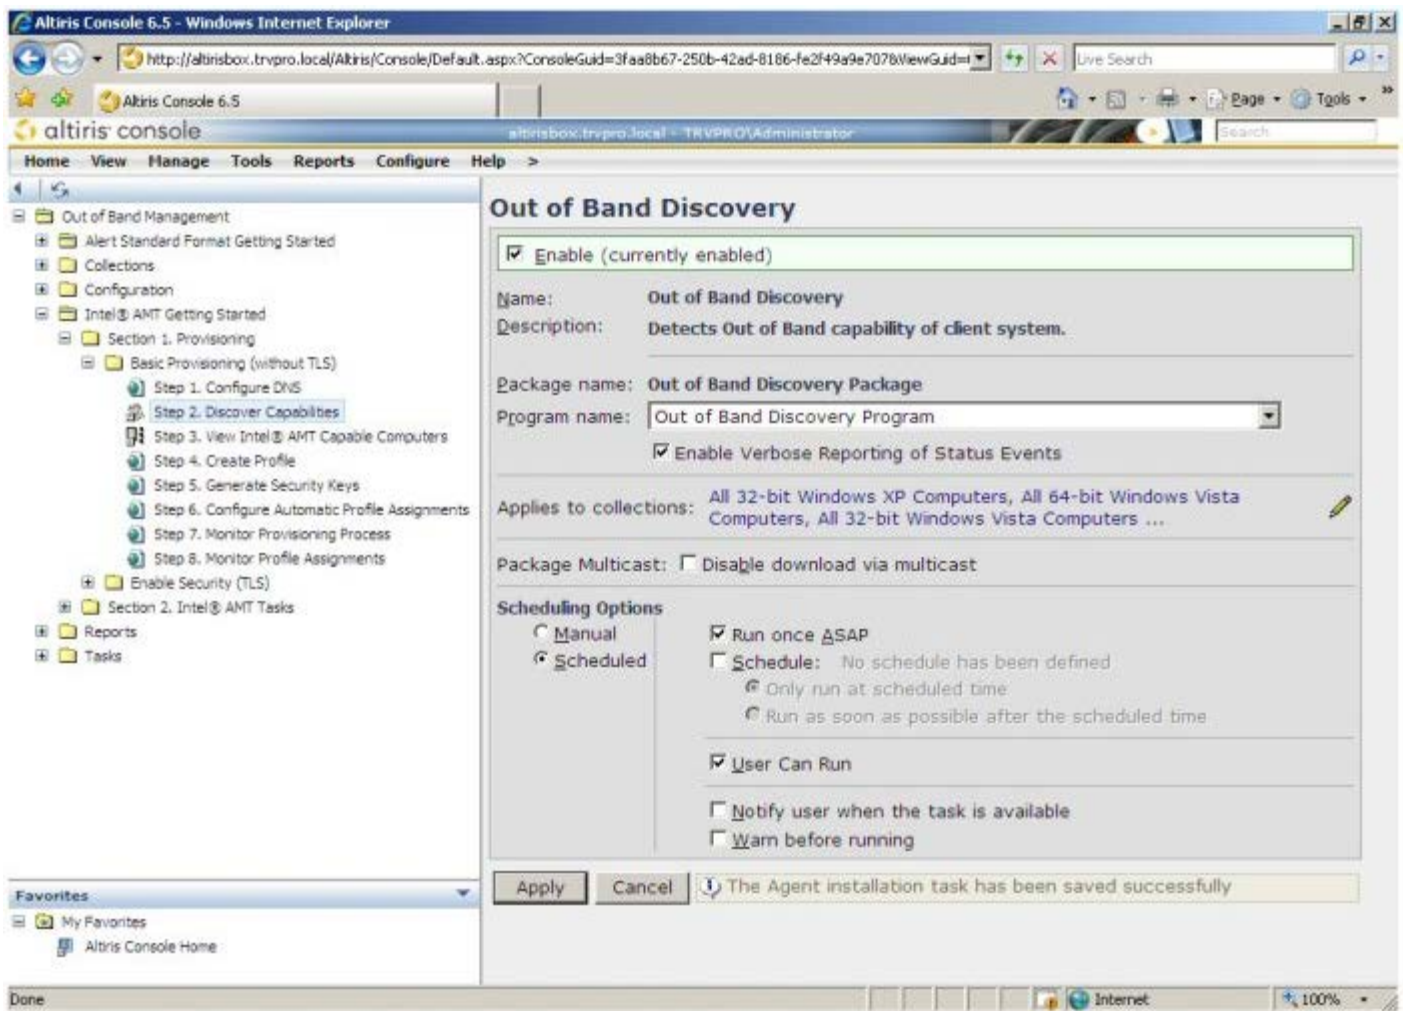 Altiris Console 6.5 - Windows Internet Explorer
http://altirisbox.trvpro.local/Altiris/Console/Default.aspx?ConsoleGuid=3faa8b67-250b-42ad-8186-fe2f49a9e707&ViewGuid=
Live Search
Altiris Console 6.5
Page
Tools
altiris console
altirisbox.trvpro.local - TRVPRO\Administrator
Search
Home View Manage Tools Reports Configure Help >
Out of Band Management
Alert Standard Format Getting Started
Collections
Configuration
Intel® AMT Getting Started
Section 1. Provisioning
Basic Provisioning (without TLS)
Step 1. Configure DNS
Step 2. Discover Capabilities
Step 3. View Intel® AMT Capable Computers
Step 4. Create Profile
Step 5. Generate Security Keys
Step 6. Configure Automatic Profile Assignments
Step 7. Monitor Provisioning Process
Step 8. Monitor Profile Assignments
Enable Security (TLS)
Section 2. Intel® AMT Tasks
Reports
Tasks
Favorites
My Favorites
Altiris Console Home
Out of Band Discovery
Enable (currently enabled)
Name: Out of Band Discovery
Description: Detects Out of Band capability of client system.
Package name: Out of Band Discovery Package
Program name: Out of Band Discovery Program
Enable Verbose Reporting of Status Events
Applies to collections: All 32-bit Windows XP Computers, All 64-bit Windows Vista
Computers, All 32-bit Windows Vista Computers ...
Package Multicast: Disable download via multicast
Scheduling Options
Manual
Scheduled
Run once ASAP
Schedule: No schedule has been defined
Only run at scheduled time
Run as soon as possible after the scheduled time
User Can Run
Notify user when the task is available
Warn before running
Apply Cancel The Agent installation task has been saved successfully
Done
Internet
100%